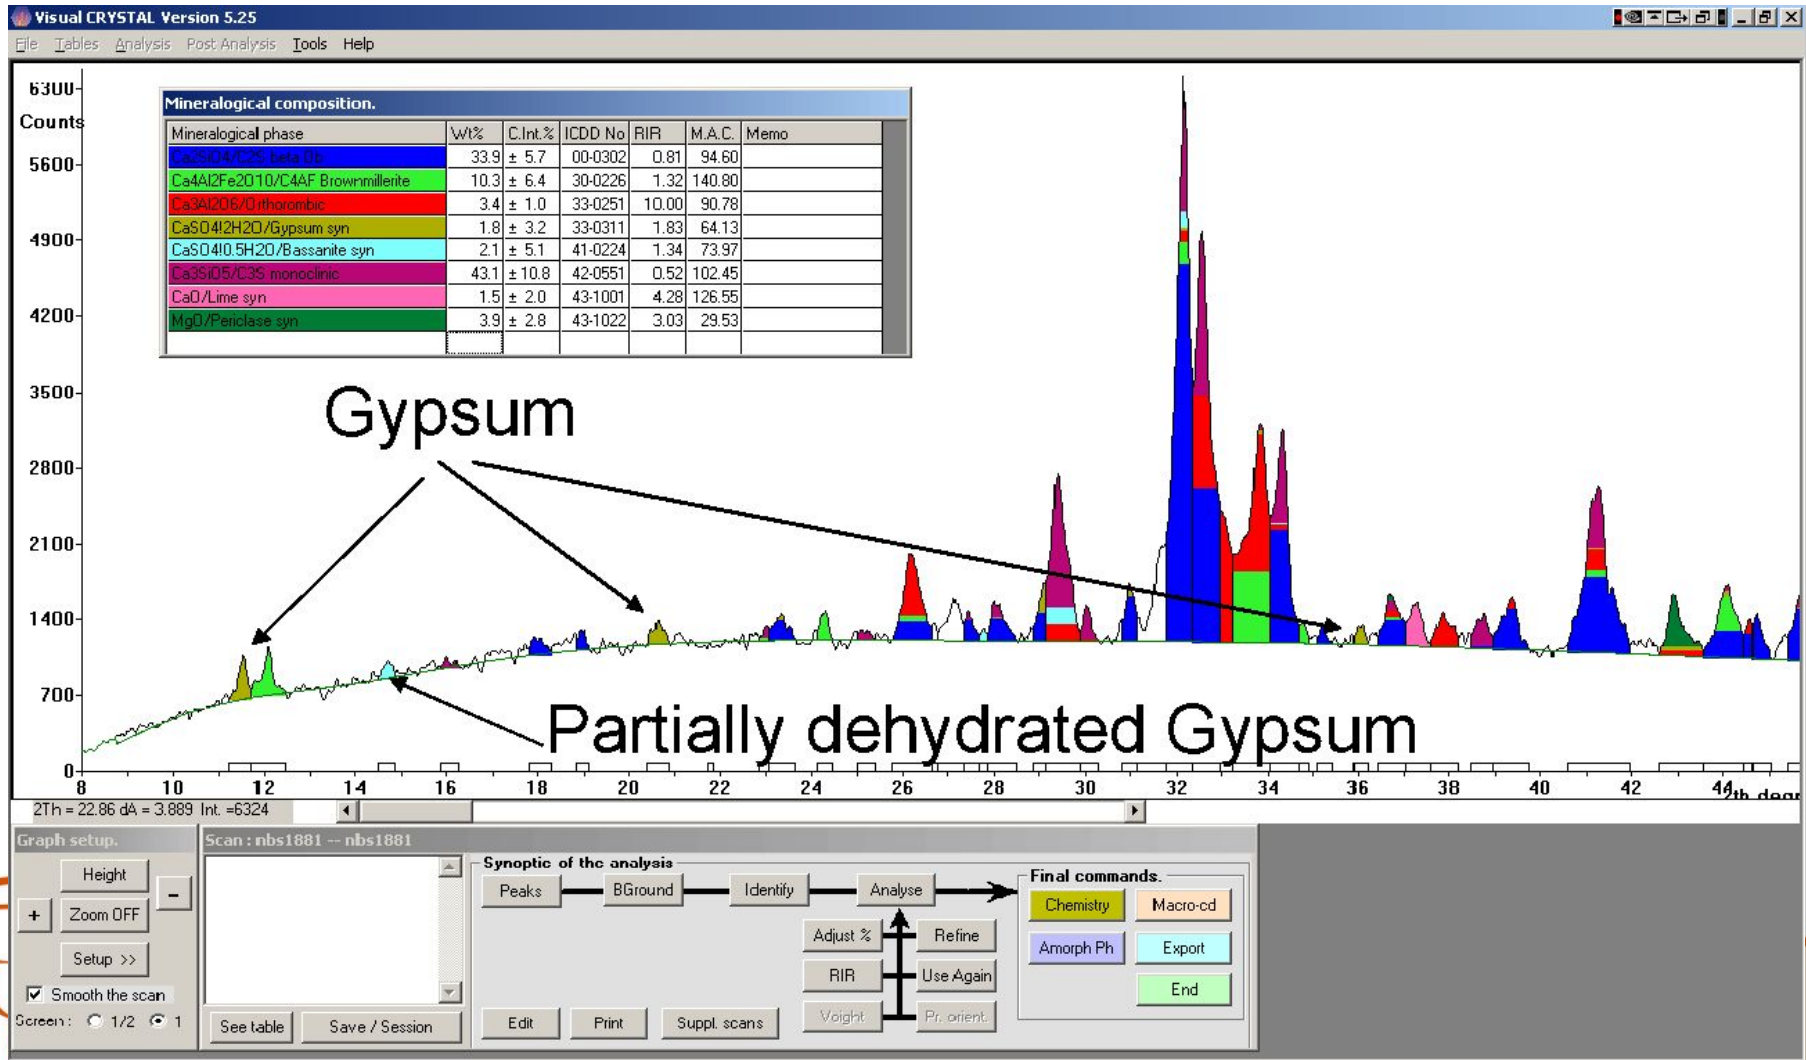 Visual CRYSTAL Version 5.25
File Tables Analysis Post Analysis Tools Help
6300
Counts
5600
4900
4200
3500
2800
2100
1400
700
0
Mineralogical composition.
Mineralogical phase Wt% C.Int.% ICDD No RIR M.A.C. Memo
Ca2SiO4/C2S beta Db 33.9 ± 5.7 00-0302 0.81 94.60
Ca4Al2Fe2O10/C4AF Brownmillerite 10.3 ± 6.4 30-0226 1.32 140.80
Ca3Al2O6/Orthorombic 3.4 ± 1.0 33-0251 10.00 90.78
CaSO4!2H2O/Gypsum syn 1.8 ± 3.2 33-0311 1.83 64.13
CaSO4!0.5H2O/Bassanite syn 2.1 ± 5.1 41-0224 1.34 73.97
Ca3SiO5/C3S monoclinic 43.1 ± 10.8 42-0551 0.52 102.45
CaO/Lime syn 1.5 ± 2.0 43-1001 4.28 126.55
MgO/Periclase syn 3.9 ± 2.8 43-1022 3.03 29.53
Gypsum
Partially dehydrated Gypsum
8 10 12 14 16 18 20 22 24 26 28 30 32 34 36 38 40 42 44
2Th = 22.86 dA = 3.889 Int. =6324
Graph setup.
Height
+ Zoom OFF -
Setup >>
Smooth the scan
Screen : 1/2 1
Scan : nbs1881 -- nbs1881
See table Save / Session
Synoptic of the analysis
Peaks BGround Identify Analyse
Adjust % Refine
RIR Use Again
Voight Pr. orient.
Edit Print Suppl. scans
Final commands.
Chemistry Macro-cd
Amorph Ph Export
End